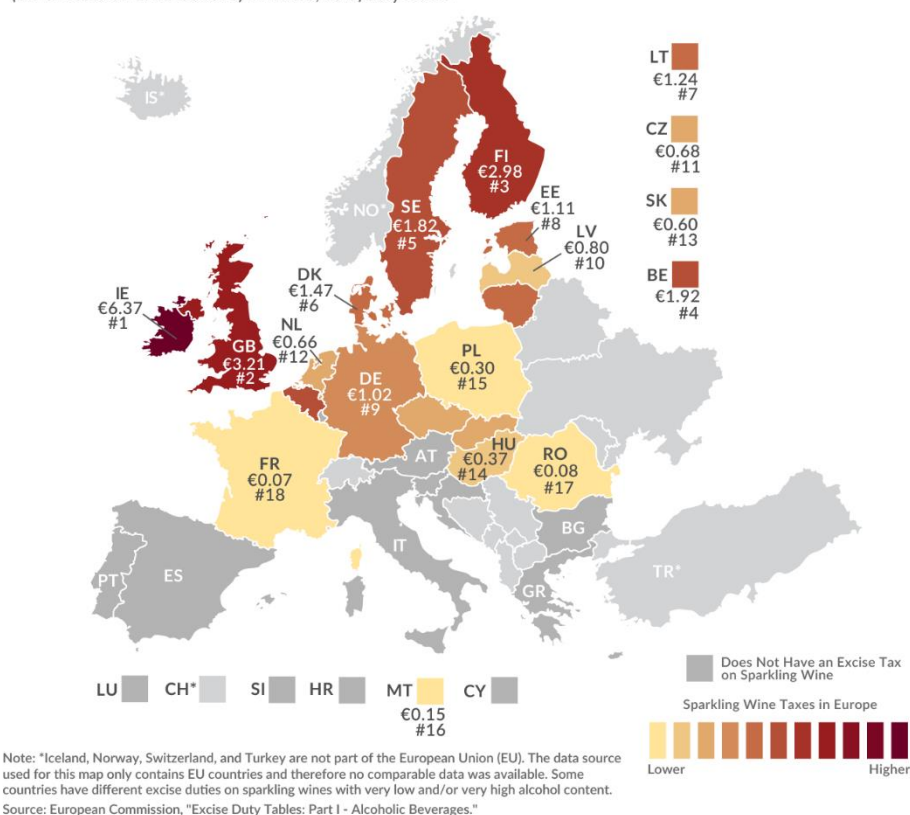 IS*
LT
€1.24
#7
CZ
€0.68
#11
SK
€0.60
#13
BE
€1.92
#4
FI
€2.98
#3
NO*
SE
€1.82
#5
EE
€1.11
#8
LV
€0.80
#10
DK
€1.47
#6
IE
€6.37
#1
NL
€0.66
#12
GB
€3.21
#2
PL
€0.30
#15
DE
€1.02
#9
HU
€0.37
#14
AT
RO
€0.08
#17
FR
€0.07
#18
BG
IT
PT
ES
GR
TR*
LU
CH*
SI
HR
MT
€0.15
#16
CY
Does Not Have an Excise Tax
on Sparkling Wine
Sparkling Wine Taxes in Europe
Lower Higher
Note: *Iceland, Norway, Switzerland, and Turkey are not part of the European Union (EU). The data source
used for this map only contains EU countries and therefore no comparable data was available. Some
countries have different excise duties on sparkling wines with very low and/or very high alcohol content.
Source: European Commission, "Excise Duty Tables: Part I - Alcoholic Beverages."